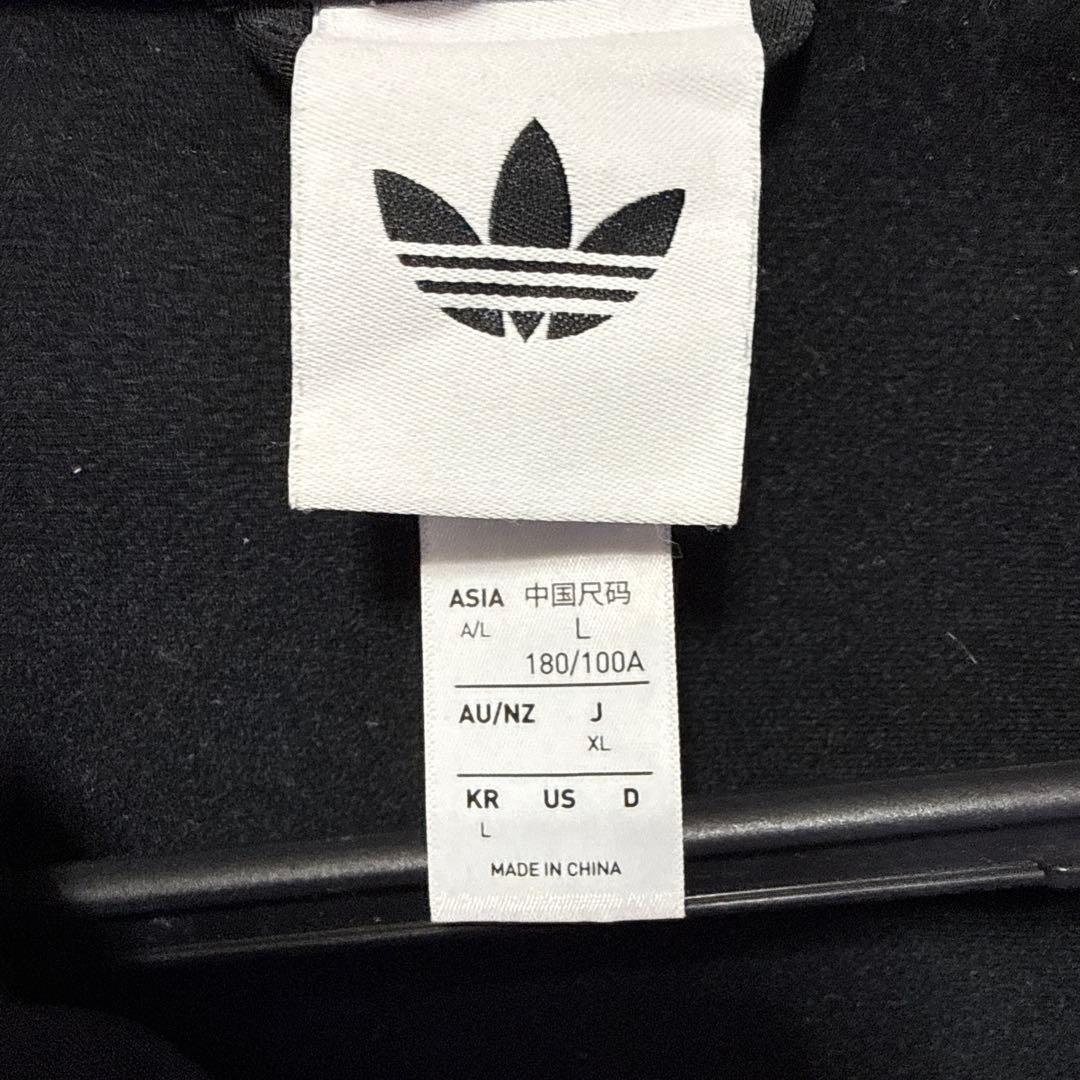 ASIA 中国尺码
A/L L
180/100A
AU/NZ J
XL
KR US D
L
MADE IN CHINA